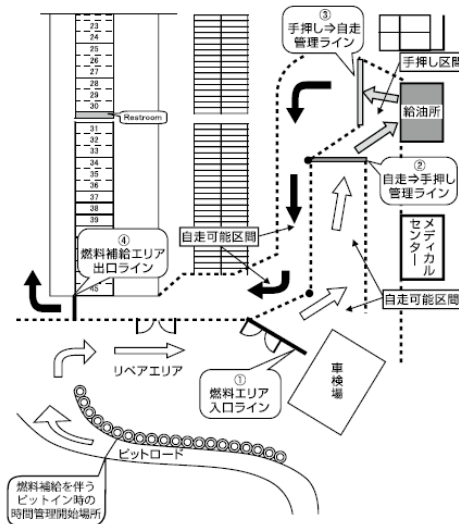 ③
手押し⇒自走
管理ライン
手押し区間
給油所
②
自走⇒手押し
管理ライン
メディカル
センター
自走可能区間
自走可能区間
23
24
25
26
27
28
29
30
Restroom
31
32
33
34
35
36
37
38
39
④
燃料補給エリア
出口ライン
45
リペアエリア
①
燃料エリア
入口ライン
車検場
ピットロード
燃料補給を伴う
ピットイン時の
時間管理開始場所